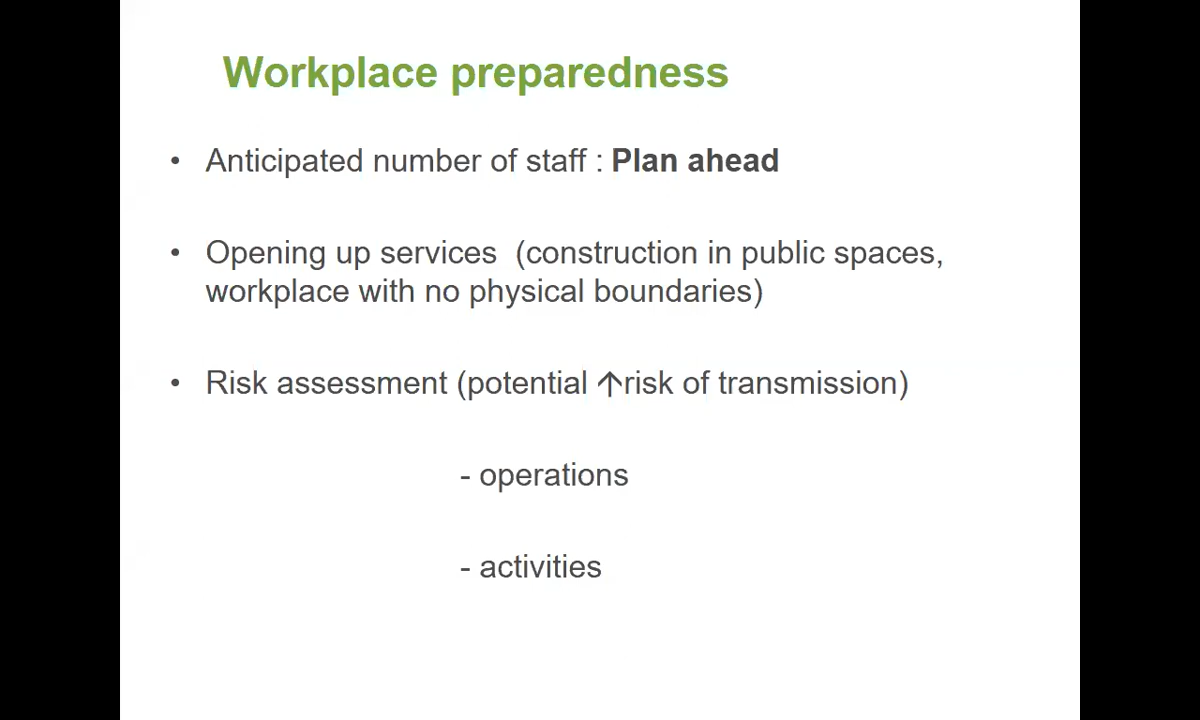 Workplace preparedness
• Anticipated number of staff : Plan ahead
• Opening up services  (construction in public spaces,
workplace with no physical boundaries)
• Risk assessment (potential ↑risk of transmission)
- operations
- activities